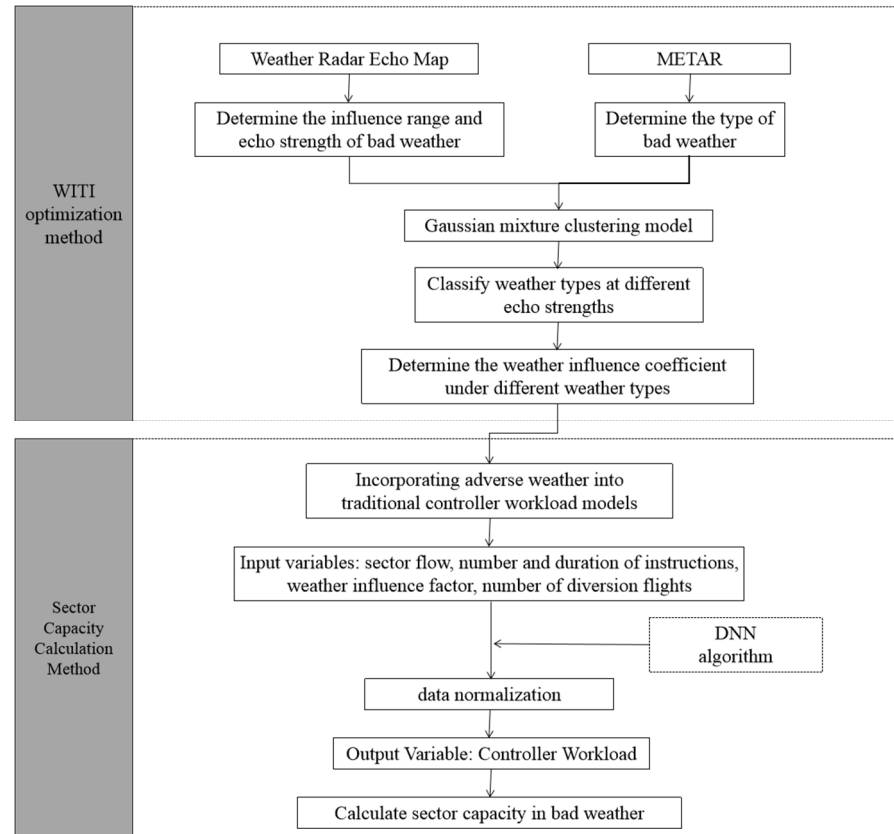 WITI
optimization
method
Weather Radar Echo Map
METAR
Determine the influence range and
echo strength of bad weather
Determine the type of
bad weather
Gaussian mixture clustering model
Classify weather types at different
echo strengths
Determine the weather influence coefficient
under different weather types
Sector
Capacity
Calculation
Method
Incorporating adverse weather into
traditional controller workload models
Input variables: sector flow, number and duration of instructions,
weather influence factor, number of diversion flights
DNN
algorithm
data normalization
Output Variable: Controller Workload
Calculate sector capacity in bad weather